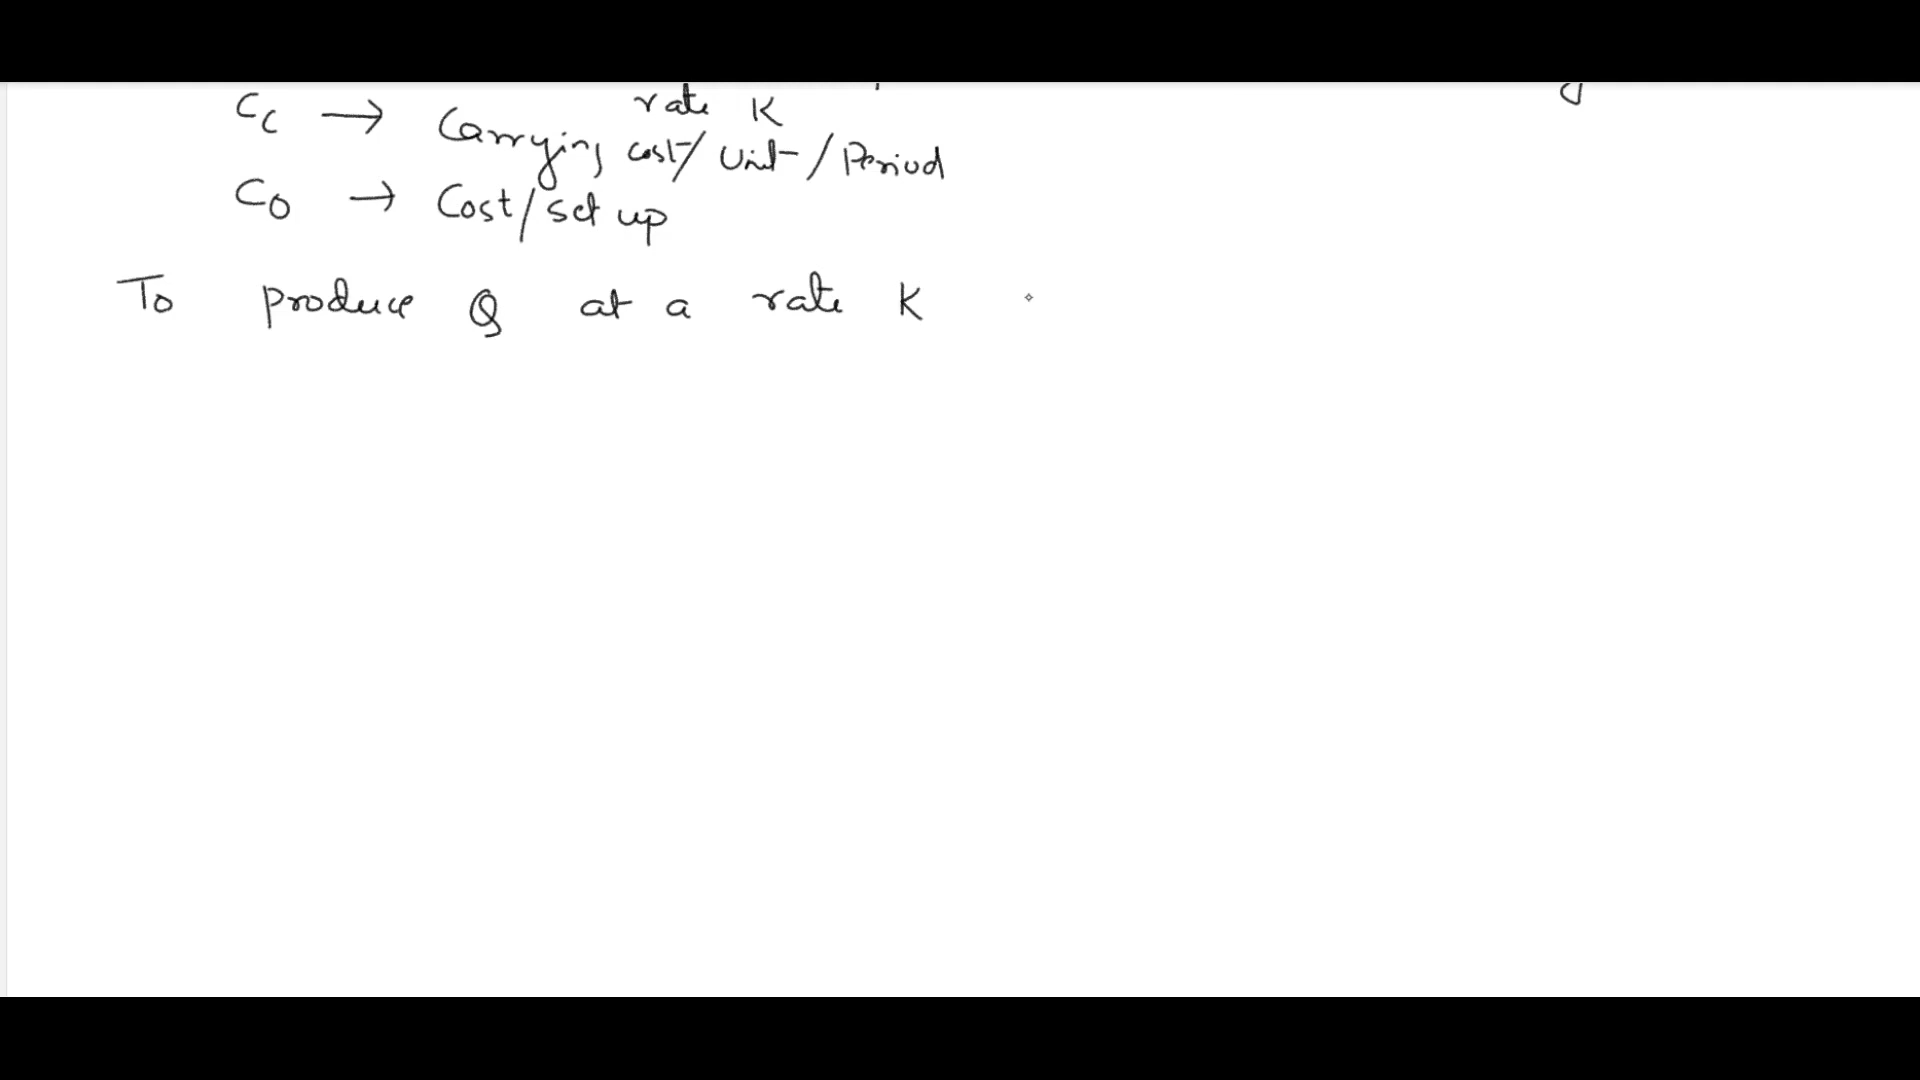 rate K
Cc → Carrying cost/Unit/Period
Co → Cost/set up
To produce Q at a rate K